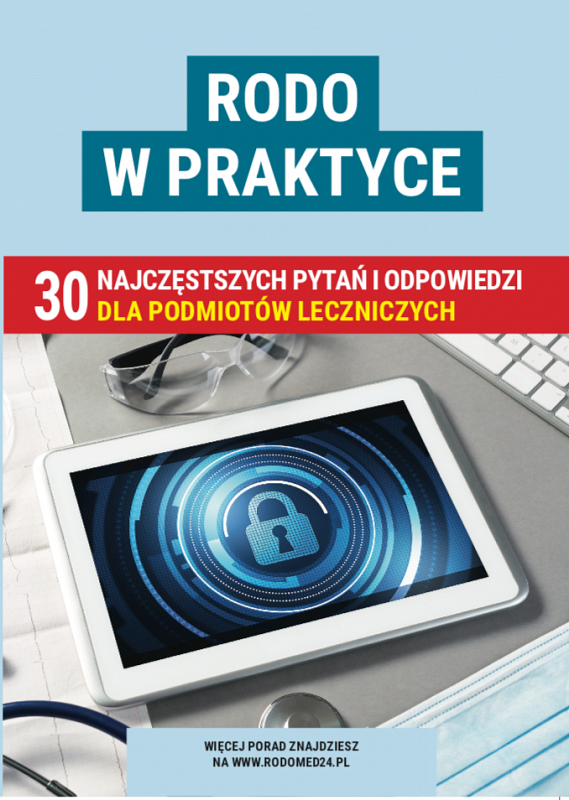 RODO
W PRAKTYCE
30 NAJCZĘSTSZYCH PYTAŃ I ODPOWIEDZI
DLA PODMIOTÓW LECZNICZYCH
WIĘCEJ PORAD ZNAJDZIESZ
NA WWW.RODOMED24.PL